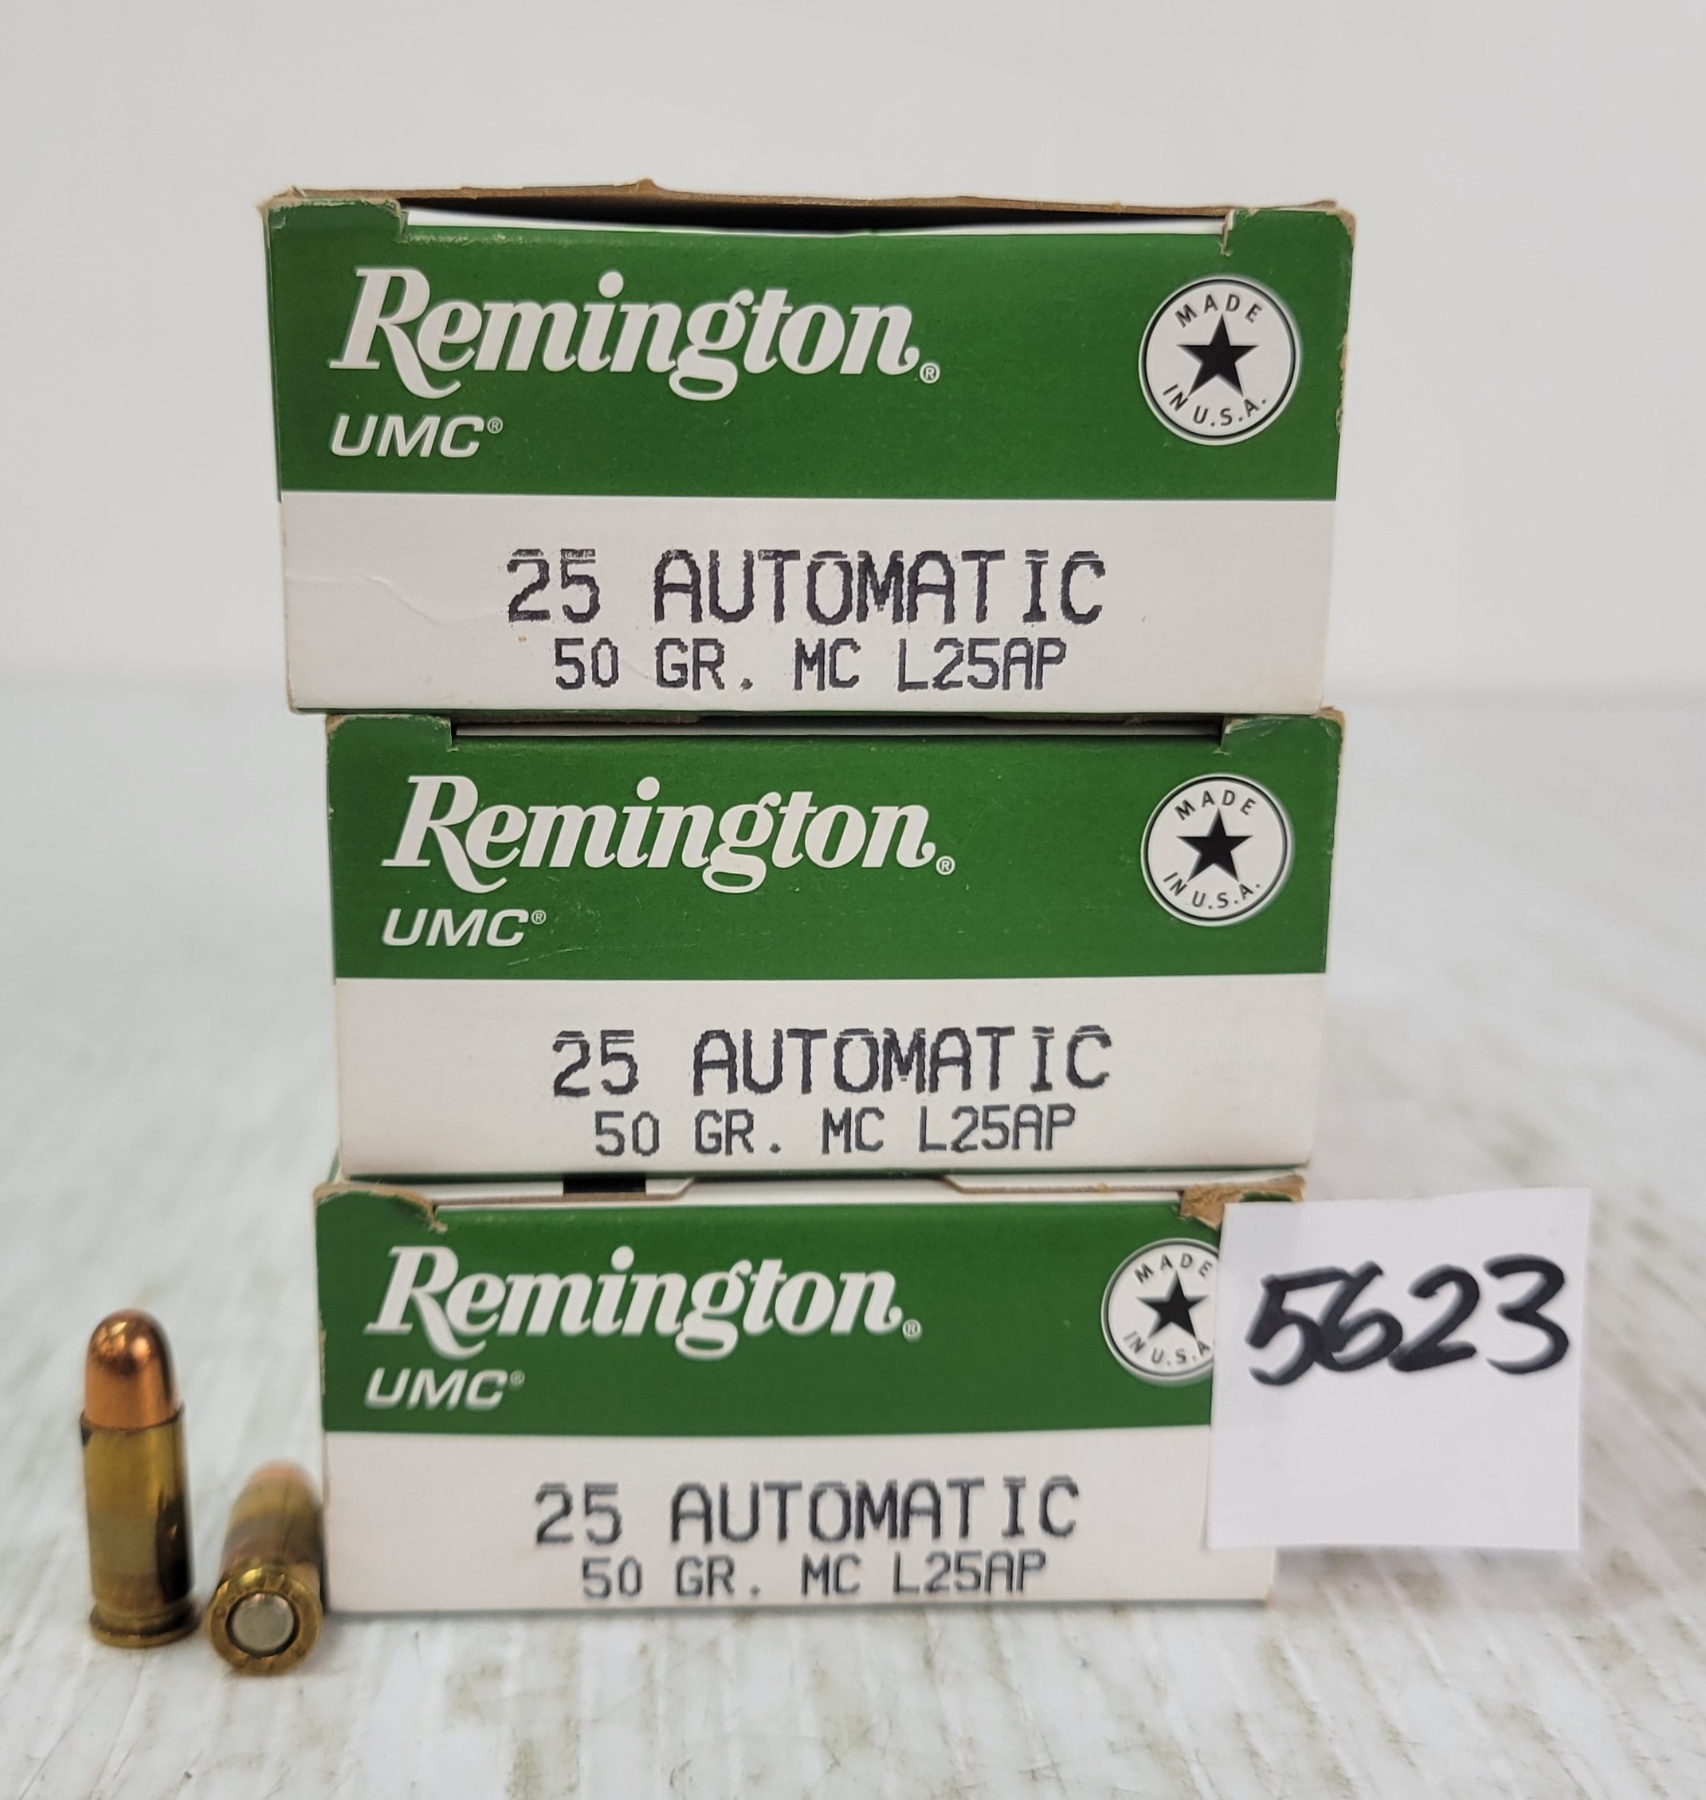 Remington®
UMC®
MADE
IN U.S.A.
25 AUTOMATIC
50 GR. MC L25AP
Remington®
UMC®
MADE
IN U.S.A.
25 AUTOMATIC
50 GR. MC L25AP
Remington®
UMC®
MADE
IN U.S.A
5623
25 AUTOMATIC
50 GR. MC L25AP